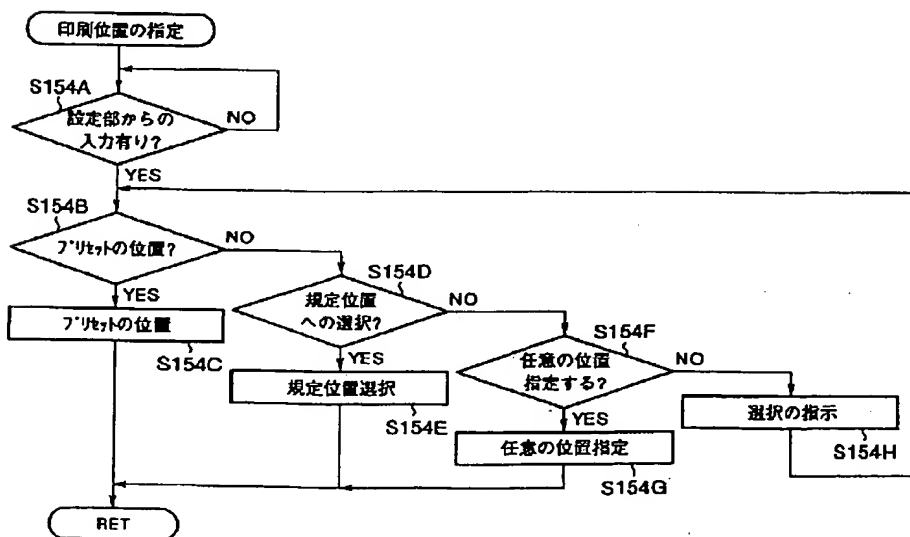 印刷位置の指定
S154A
設定部からの
入力有り?
NO
YES
S154B
プリセットの位置?
NO
YES
プリセットの位置
S154C
S154D
規定位置
への選択?
NO
YES
規定位置選択
S154E
S154F
任意の位置
指定する?
NO
YES
任意の位置指定
S154G
選択の指示
S154H
RET